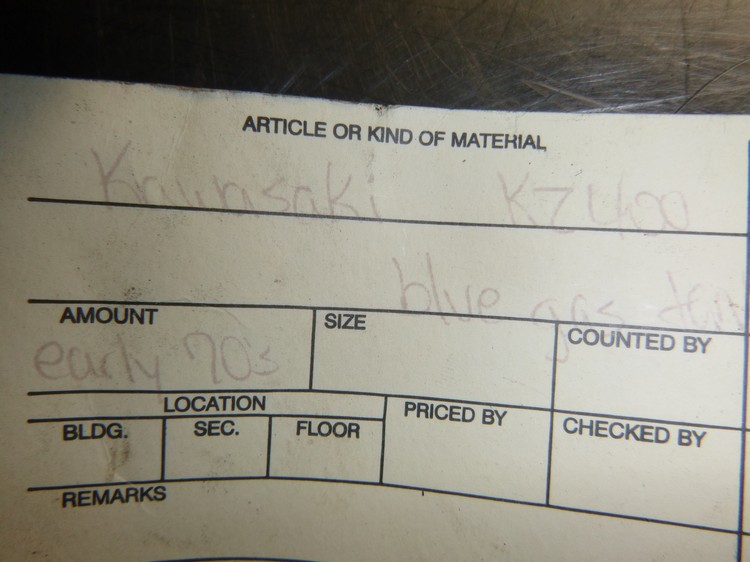 ARTICLE OR KIND OF MATERIAL
Kawasaki KZ400
blue gas
AMOUNT SIZE COUNTED BY
early 70's
LOCATION PRICED BY CHECKED BY
BLDG. SEC. FLOOR
REMARKS